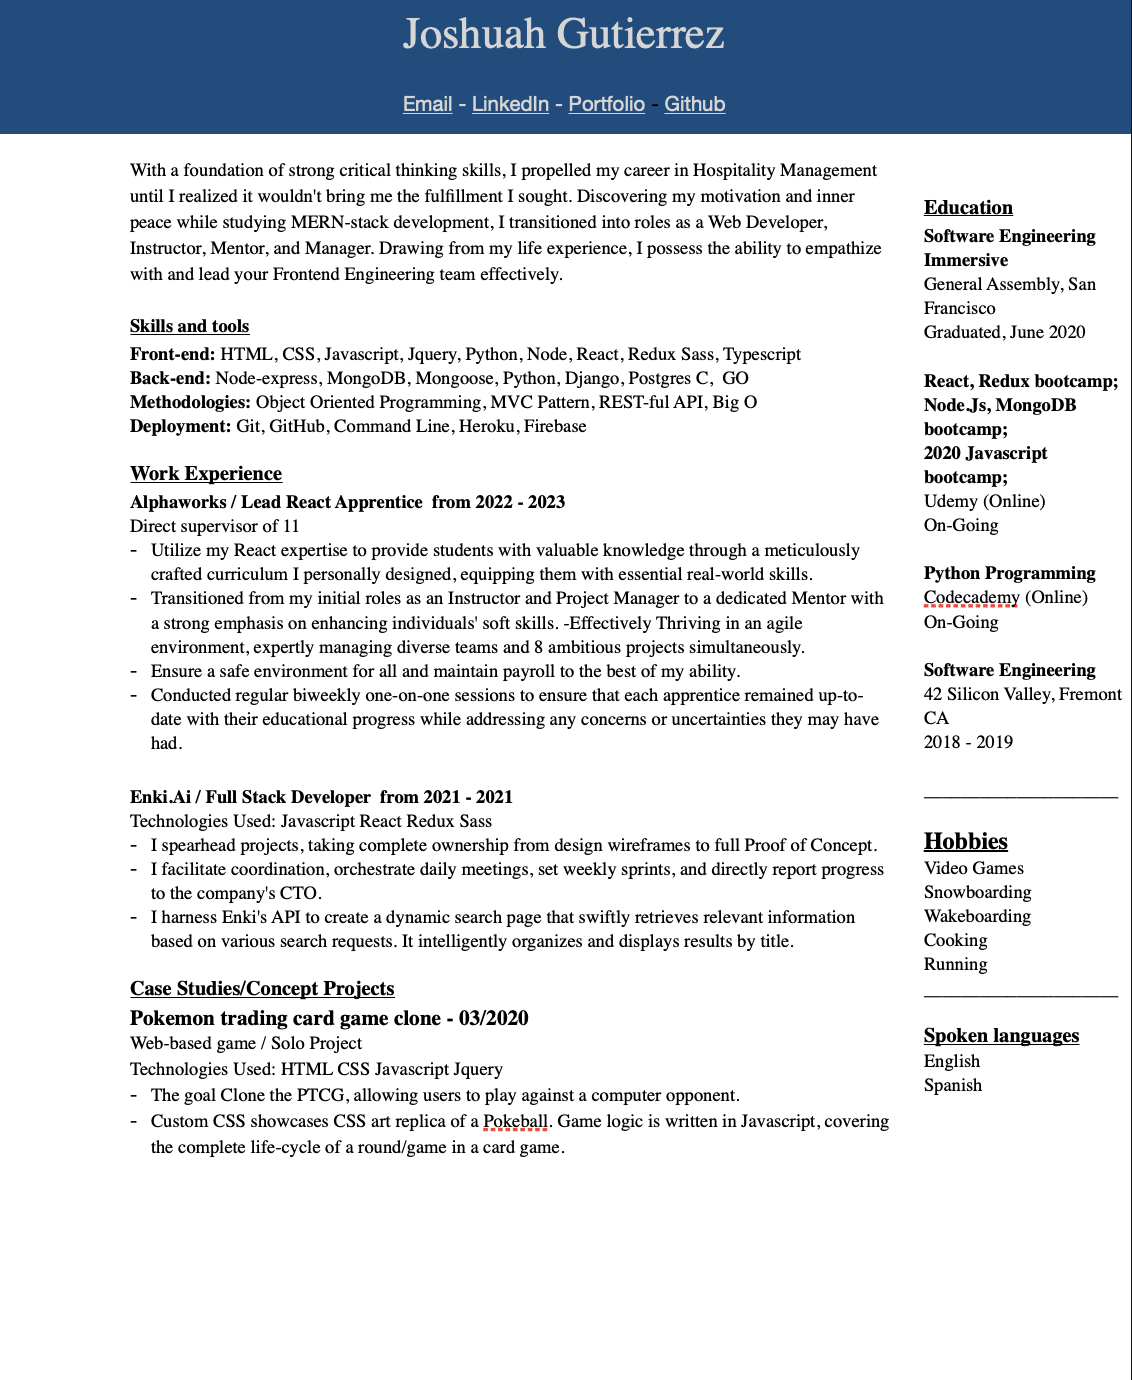 Joshuah Gutierrez
Email - LinkedIn - Portfolio - Github
With a foundation of strong critical thinking skills, I propelled my career in Hospitality Management
until I realized it wouldn't bring me the fulfillment I sought. Discovering my motivation and inner
peace while studying MERN-stack development, I transitioned into roles as a Web Developer,
Instructor, Mentor, and Manager. Drawing from my life experience, I possess the ability to empathize
with and lead your Frontend Engineering team effectively.
Skills and tools
Front-end: HTML, CSS, Javascript, Jquery, Python, Node, React, Redux Sass, Typescript
Back-end: Node-express, MongoDB, Mongoose, Python, Django, Postgres C,  GO
Methodologies: Object Oriented Programming, MVC Pattern, REST-ful API, Big O
Deployment: Git, GitHub, Command Line, Heroku, Firebase
Work Experience
Alphaworks / Lead React Apprentice  from 2022 - 2023
Direct supervisor of 11
- Utilize my React expertise to provide students with valuable knowledge through a meticulously
crafted curriculum I personally designed, equipping them with essential real-world skills.
- Transitioned from my initial roles as an Instructor and Project Manager to a dedicated Mentor with
a strong emphasis on enhancing individuals' soft skills. -Effectively Thriving in an agile
environment, expertly managing diverse teams and 8 ambitious projects simultaneously.
- Ensure a safe environment for all and maintain payroll to the best of my ability.
- Conducted regular biweekly one-on-one sessions to ensure that each apprentice remained up-to-
date with their educational progress while addressing any concerns or uncertainties they may have
had.
Enki.Ai / Full Stack Developer  from 2021 - 2021
Technologies Used: Javascript React Redux Sass
- I spearhead projects, taking complete ownership from design wireframes to full Proof of Concept.
- I facilitate coordination, orchestrate daily meetings, set weekly sprints, and directly report progress
to the company's CTO.
- I harness Enki's API to create a dynamic search page that swiftly retrieves relevant information
based on various search requests. It intelligently organizes and displays results by title.
Case Studies/Concept Projects
Pokemon trading card game clone - 03/2020
Web-based game / Solo Project
Technologies Used: HTML CSS Javascript Jquery
- The goal Clone the PTCG, allowing users to play against a computer opponent.
- Custom CSS showcases CSS art replica of a Pokeball. Game logic is written in Javascript, covering
the complete life-cycle of a round/game in a card game.
Education
Software Engineering
Immersive
General Assembly, San
Francisco
Graduated, June 2020
React, Redux bootcamp;
Node.Js, MongoDB
bootcamp;
2020 Javascript
bootcamp;
Udemy (Online)
On-Going
Python Programming
Codecademy (Online)
On-Going
Software Engineering
42 Silicon Valley, Fremont
CA
2018 - 2019
Hobbies
Video Games
Snowboarding
Wakeboarding
Cooking
Running
Spoken languages
English
Spanish